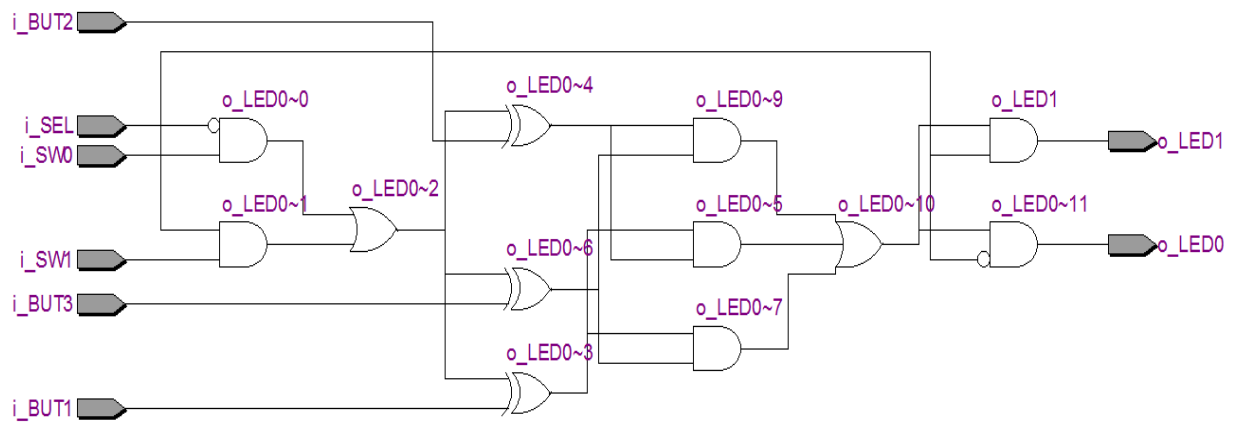 i_BUT2
o_LED0~4
o_LED0~0
o_LED0~9
o_LED1
i_SEL
o_LED1
i_SW0
o_LED0~2
o_LED0~1
o_LED0~5
o_LED0~10
o_LED0~11
o_LED0~6
o_LED0
i_SW1
i_BUT3
o_LED0~7
o_LED0~3
i_BUT1